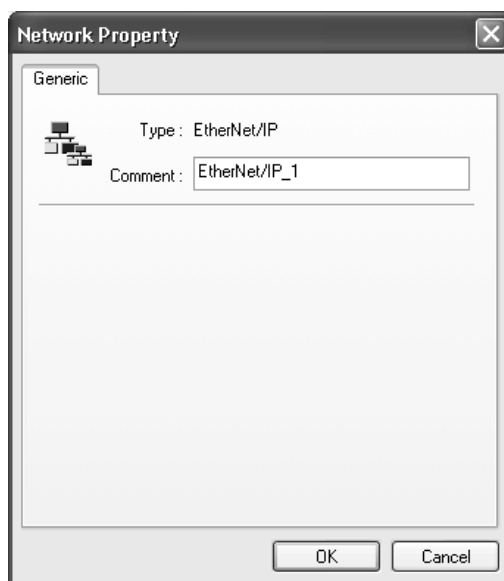 Network Property
Generic
Type : EtherNet/IP
Comment : EtherNet/IP_1
OK Cancel